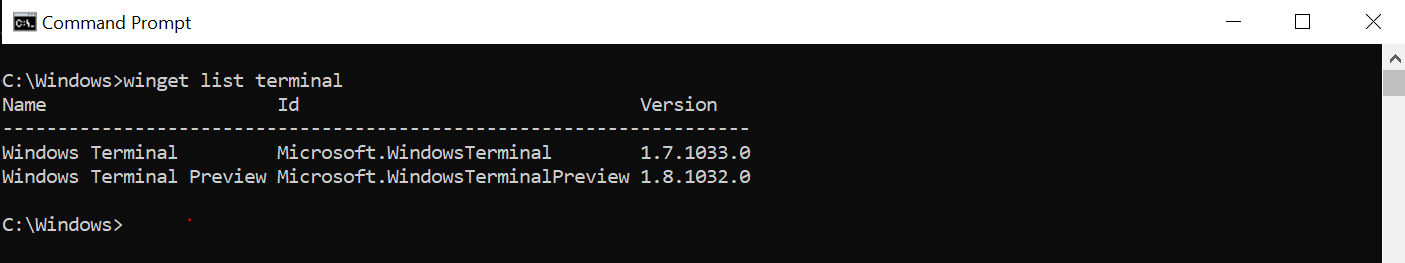 Command Prompt
C:\Windows>winget list terminal
Name                     Id                               Version
--------------------------------------------------------------------
Windows Terminal         Microsoft.WindowsTerminal        1.7.1033.0
Windows Terminal Preview Microsoft.WindowsTerminalPreview 1.8.1032.0
C:\Windows>